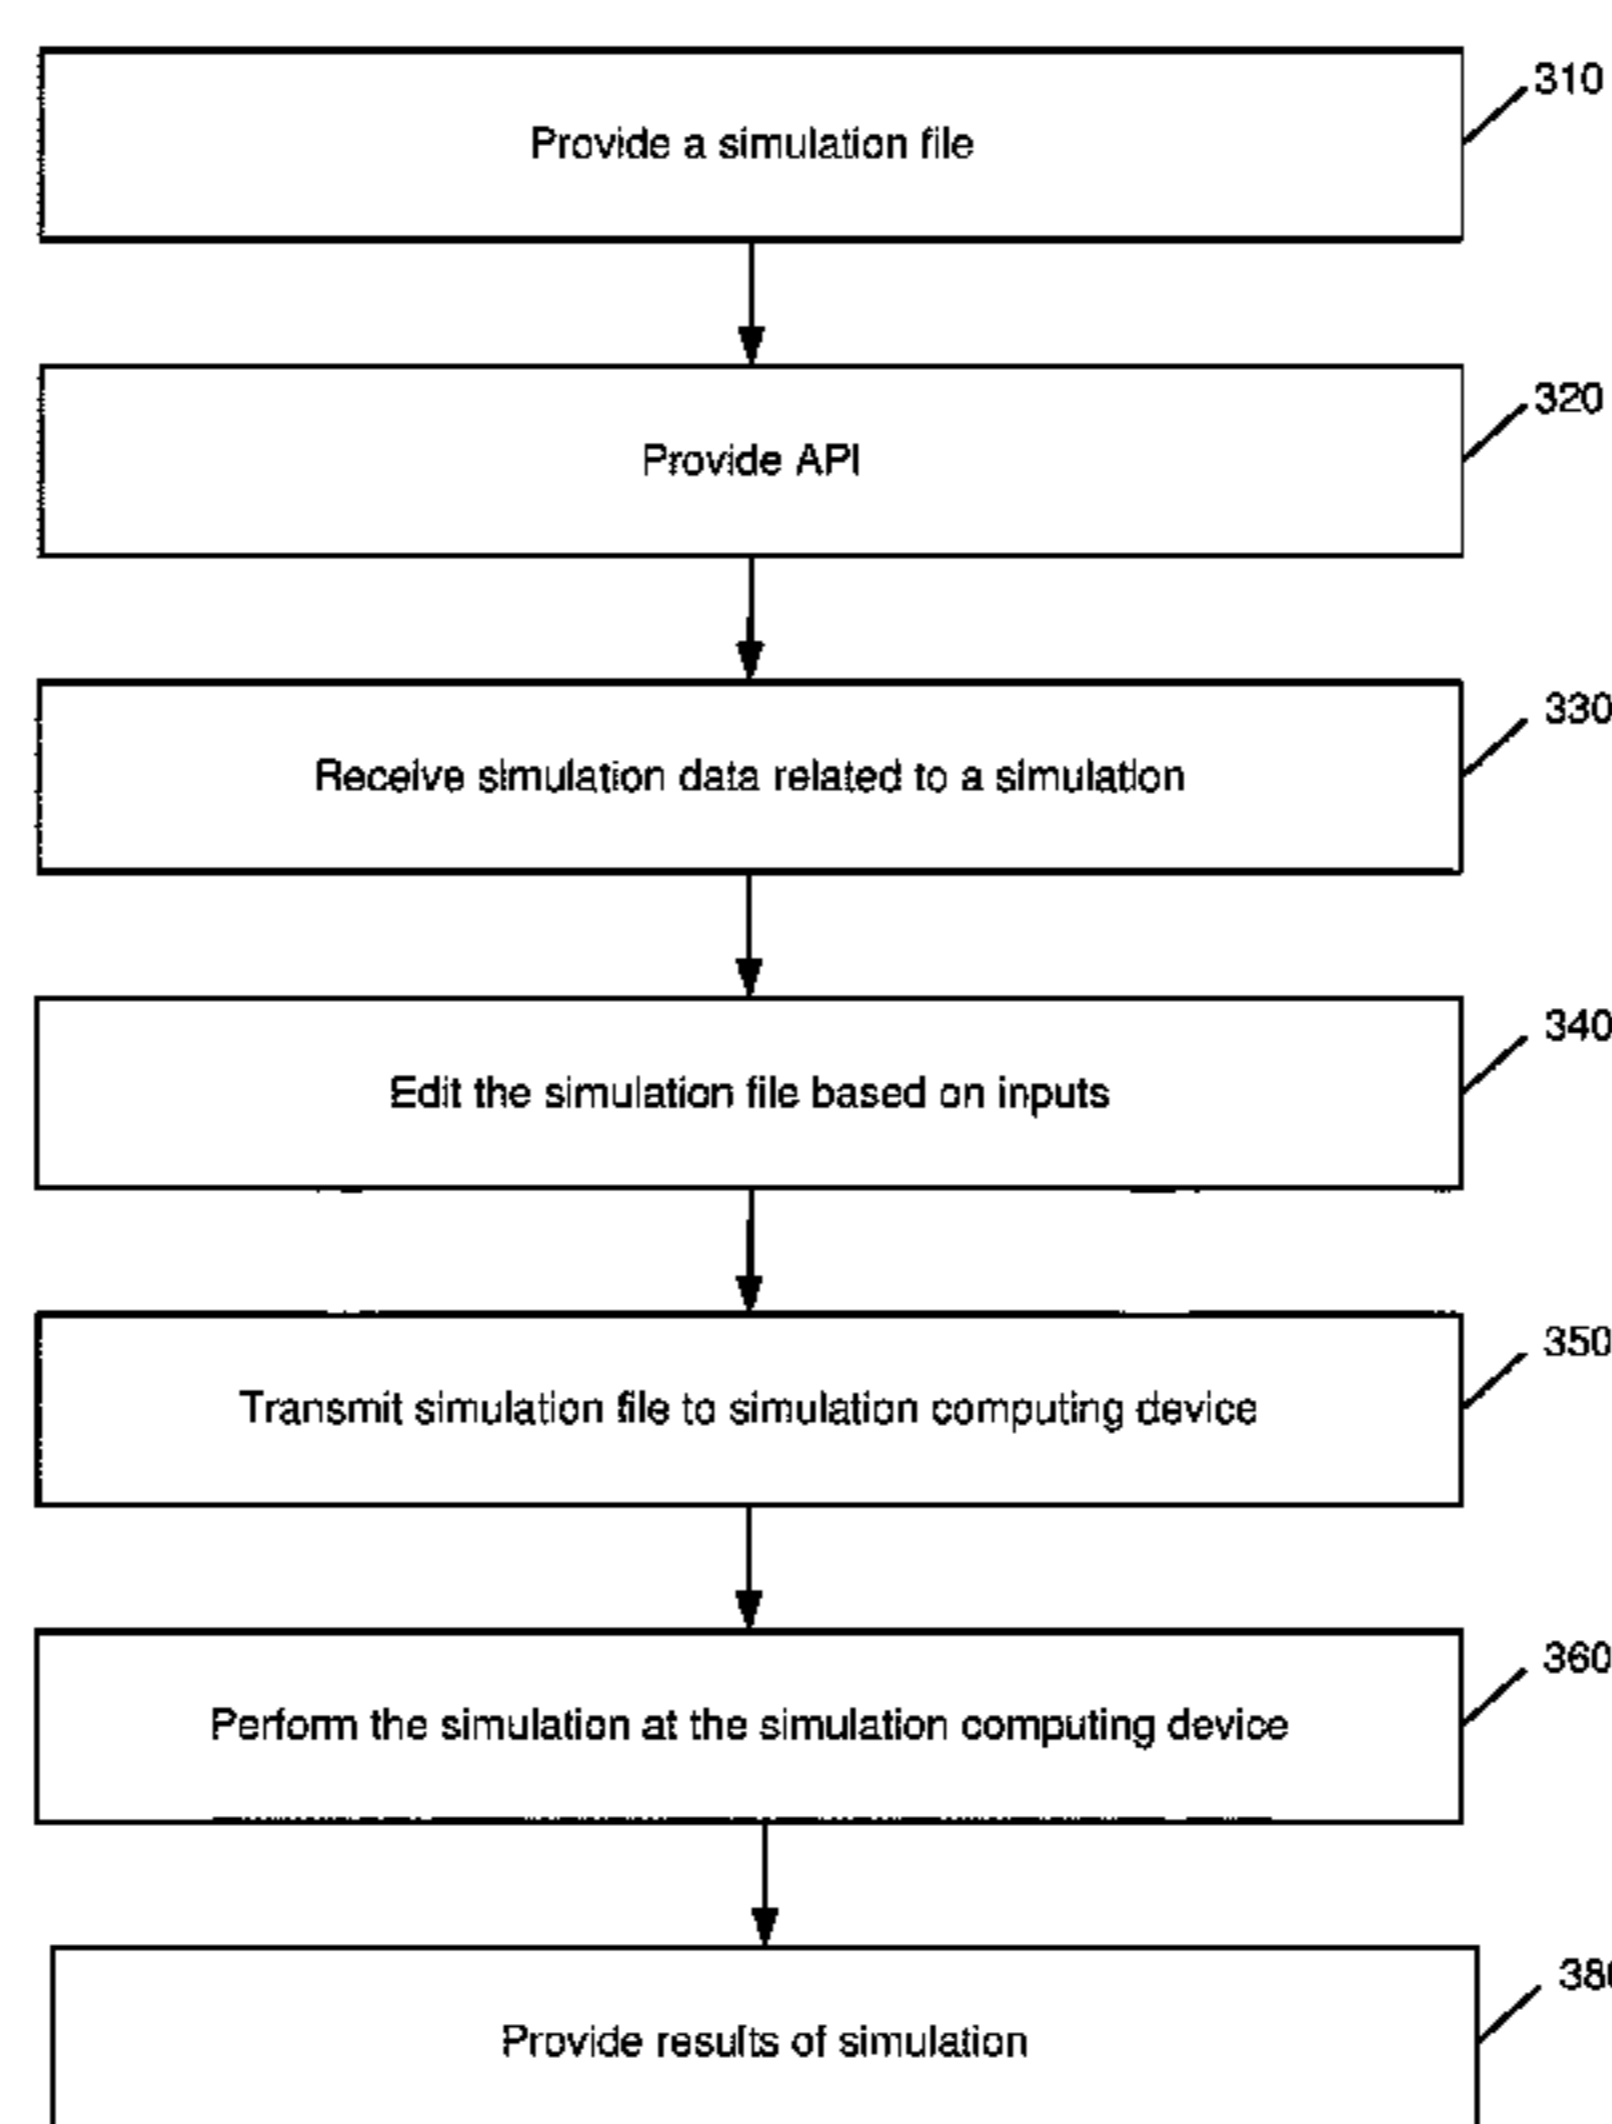 Provide a simulation file
310
Provide API
320
Receive simulation data related to a simulation
330
Edit the simulation file based on inputs
340
Transmit simulation file to simulation computing device
350
Perform the simulation at the simulation computing device
360
Provide results of simulation
380